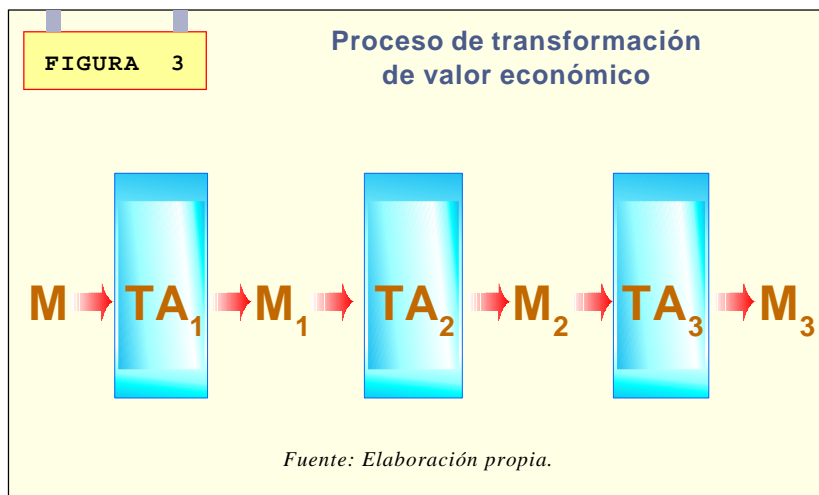 FIGURA 3
Proceso de transformación
de valor económico
M TA₁ M₁ TA₂ M₂ TA₃ M₃
Fuente: Elaboración propia.